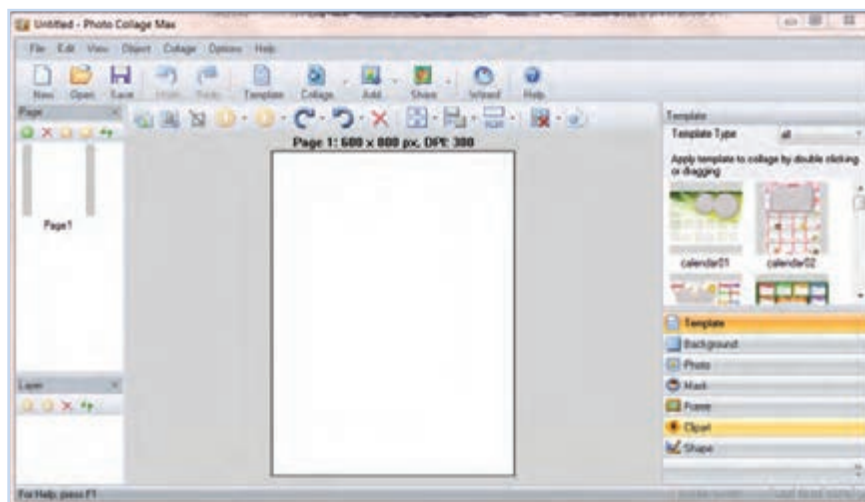 Untitled - Photo Collage Max
File Edit View Object Collage Options Help
New Open Save Undo Redo Template Collage Add Share Wizard Help
Page
Page 1: 600 x 800 px, DPI: 300
Page1
Layer
Template
Template Type all
Apply template to collage by double clicking
or dragging
calendar01 calendar02
Template
Background
Photo
Mask
Frame
Clipart
Shape
For Help, press F1